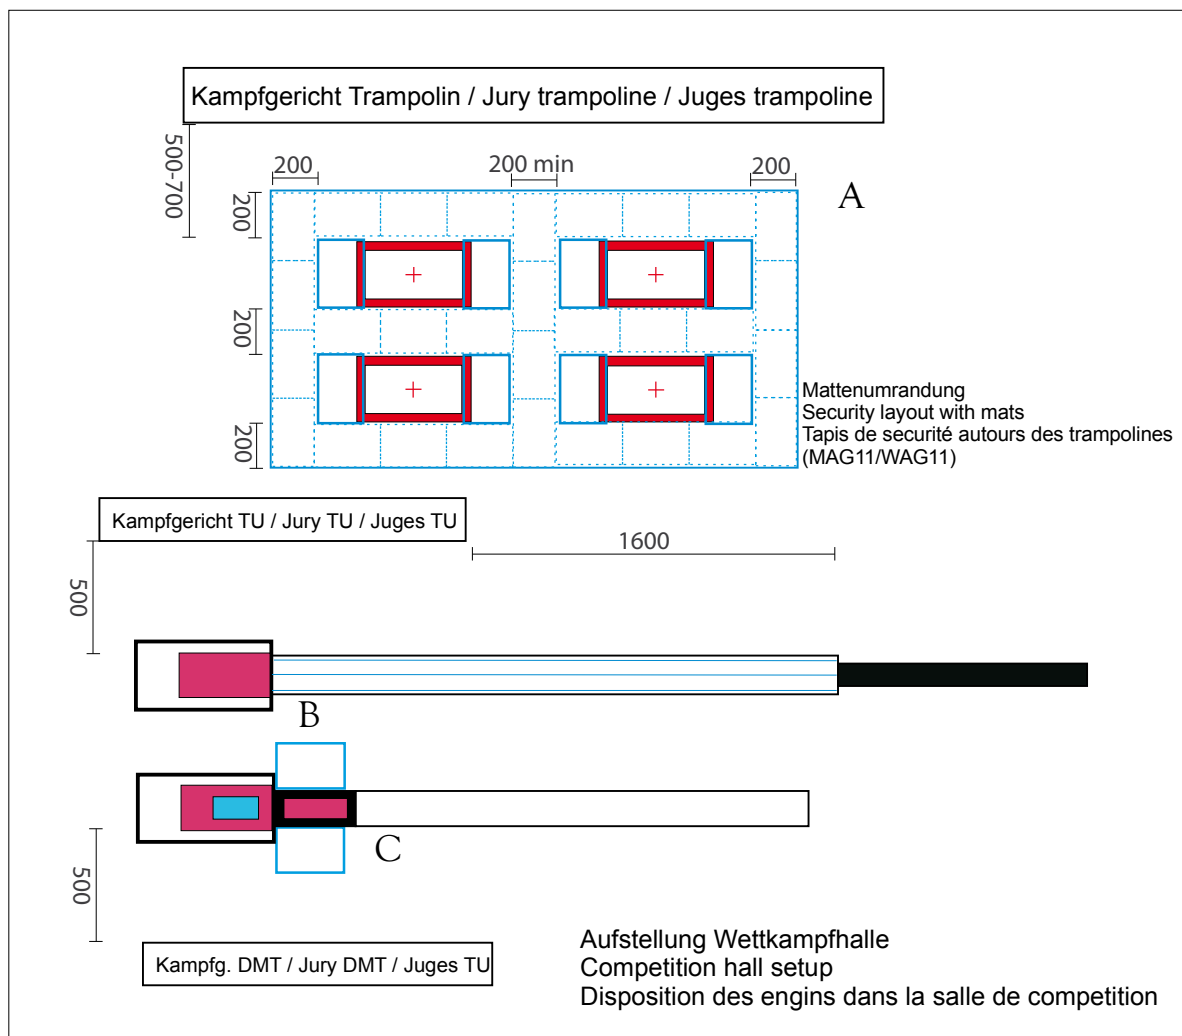 Kampfgericht Trampolin / Jury trampoline / Juges trampoline
500-700
200
200 min
200
A
200
200
200
Mattenumrandung
Security layout with mats
Tapis de securité autours des trampolines
(MAG11/WAG11)
Kampfgericht TU / Jury TU / Juges TU
1600
500
B
C
500
Kampfg. DMT / Jury DMT / Juges TU
Aufstellung Wettkampfhalle
Competition hall setup
Disposition des engins dans la salle de competition